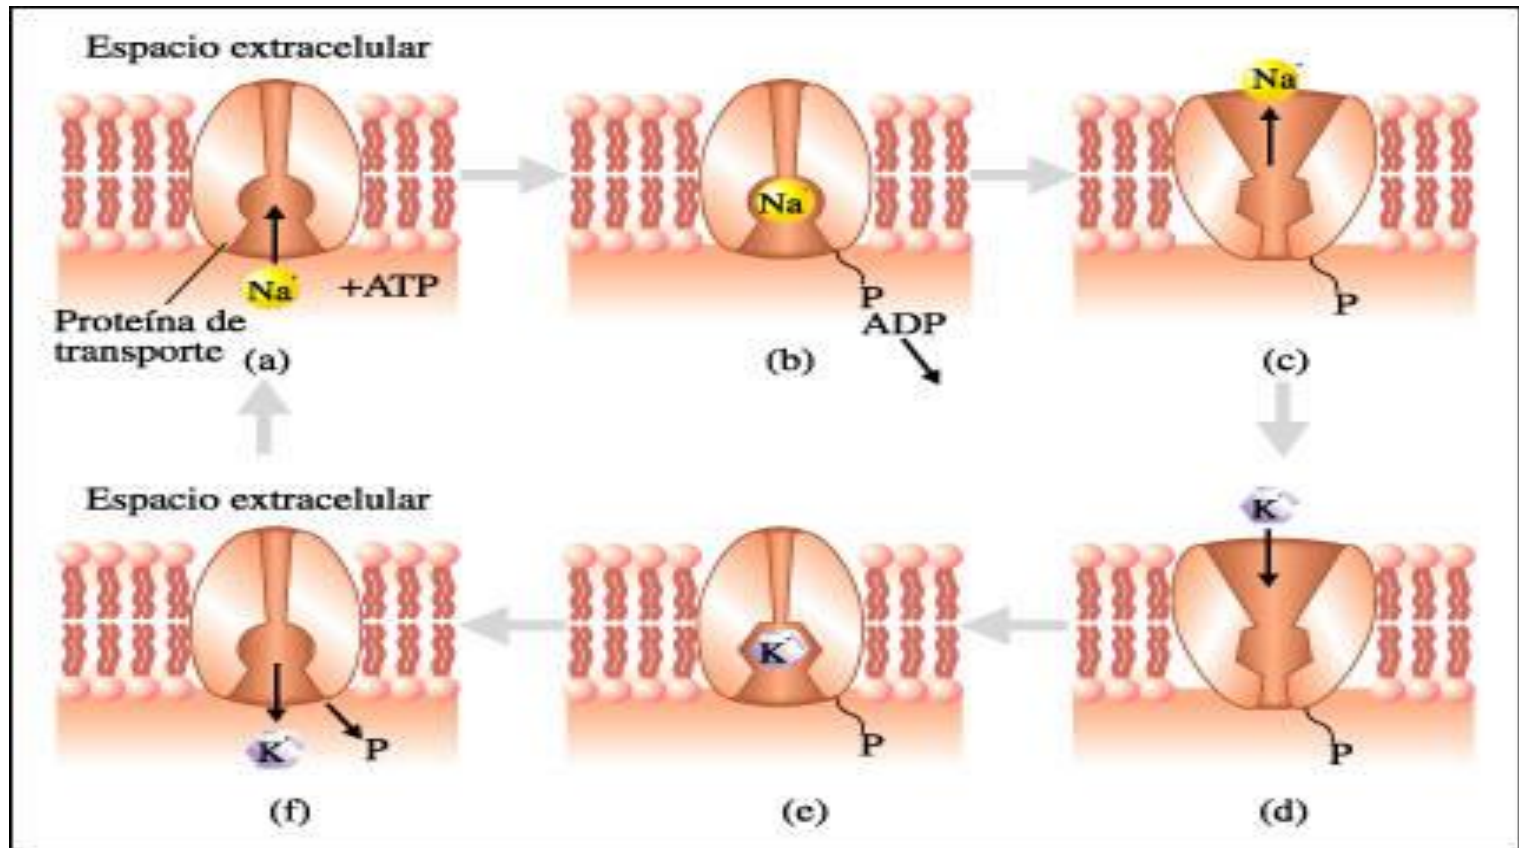 Espacio extracelular
Na⁺
Na⁺
Na⁺
+ATP
Proteína de
transporte
(a)
P
ADP
(b)
P
(c)
Espacio extracelular
K⁺
K⁺
K⁺
P
P
P
(f)
(e)
(d)